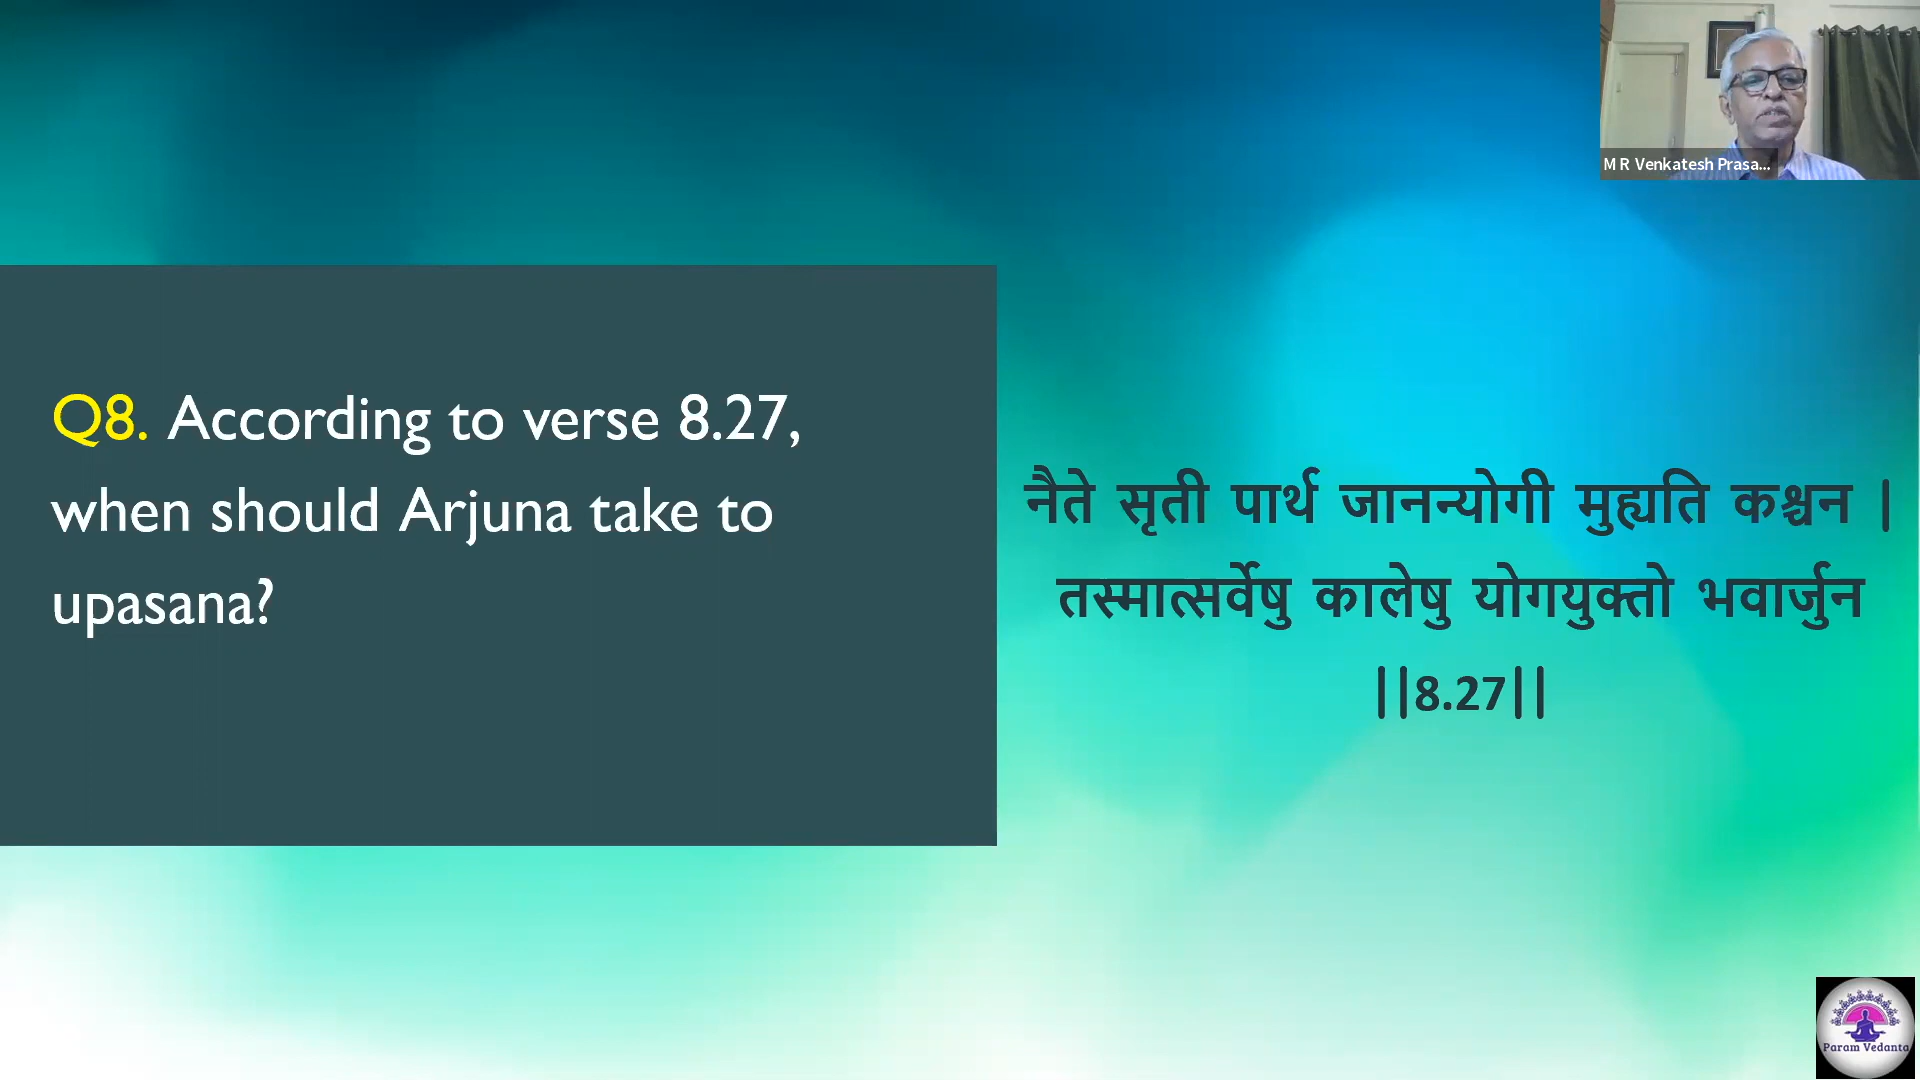 M R Venkatesh Prasa...
Q8. According to verse 8.27,
when should Arjuna take to
upasana?
नैते सृती पार्थ जानन्योगी मुह्यति कश्चन |
तस्मात्सर्वेषु कालेषु योगयुक्तो भवार्जुन
||8.27||
Param Vedanta